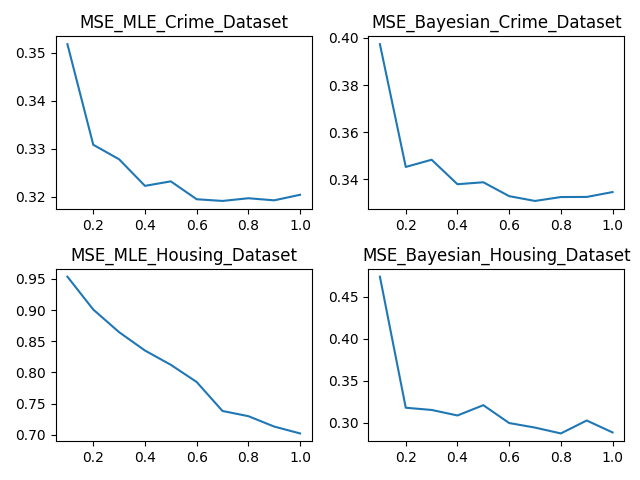 MSE_MLE_Crime_Dataset
0.35
0.34
0.33
0.32
0.2 0.4 0.6 0.8 1.0
MSE_Bayesian_Crime_Dataset
0.40
0.38
0.36
0.34
0.2 0.4 0.6 0.8 1.0
MSE_MLE_Housing_Dataset
0.95
0.90
0.85
0.80
0.75
0.70
0.2 0.4 0.6 0.8 1.0
MSE_Bayesian_Housing_Dataset
0.45
0.40
0.35
0.30
0.2 0.4 0.6 0.8 1.0